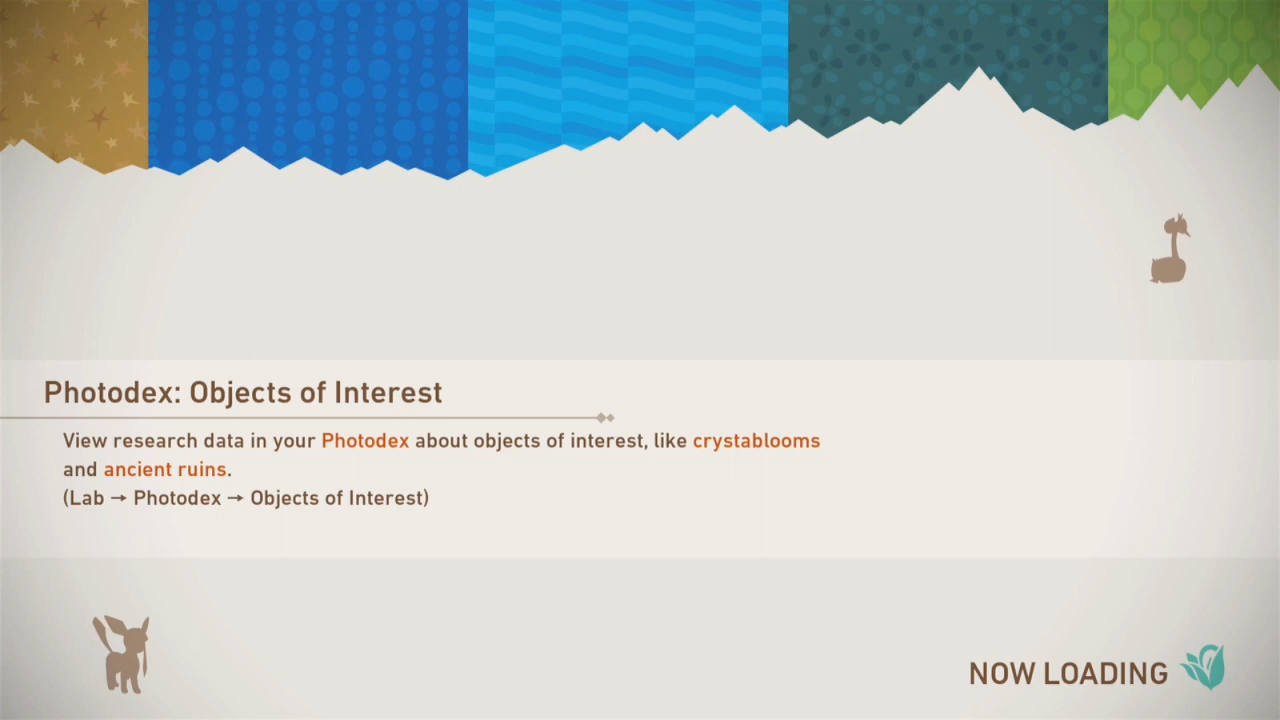 Photodex: Objects of Interest
View research data in your Photodex about objects of interest, like crystablooms
and ancient ruins.
(Lab → Photodex → Objects of Interest)
NOW LOADING